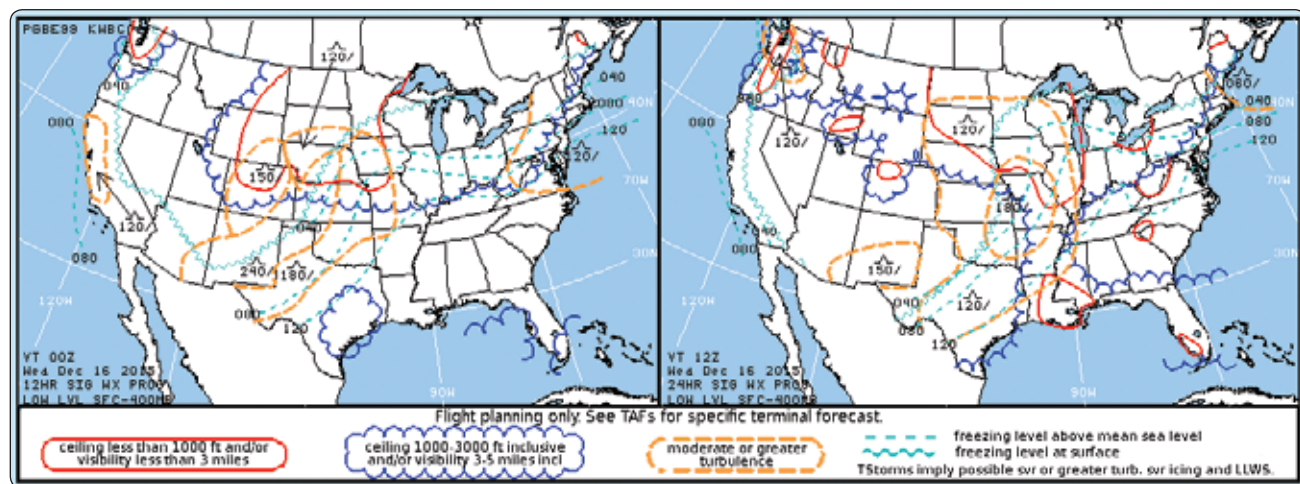 PGBE99 KWBC
120/
040
080
150
120/
080
240/
180/
040
080
120
120W
90W
040
080
120
120/
40N
70W
30N
VT 00Z
Wed Dec 16 2015
12HR SIG WX PROG
LOW LVL SFC-400MB
080
120/
120/
180/
150/
120/
040
080
120
080
040
080/
040
080
120
40N
70W
30N
120W
90W
VT 12Z
Wed Dec 16 2015
24HR SIG WX PROG
LOW LVL SFC-400MB
Flight planning only. See TAFs for specific terminal forecast.
ceiling less than 1000 ft and/or
visibility less than 3 miles
ceiling 1000-3000 ft inclusive
and/or visibility 3-5 miles incl
moderate or greater
turbulence
freezing level above mean sea level
freezing level at surface
TStorms imply possible svr or greater turb. svr icing and LLWS.